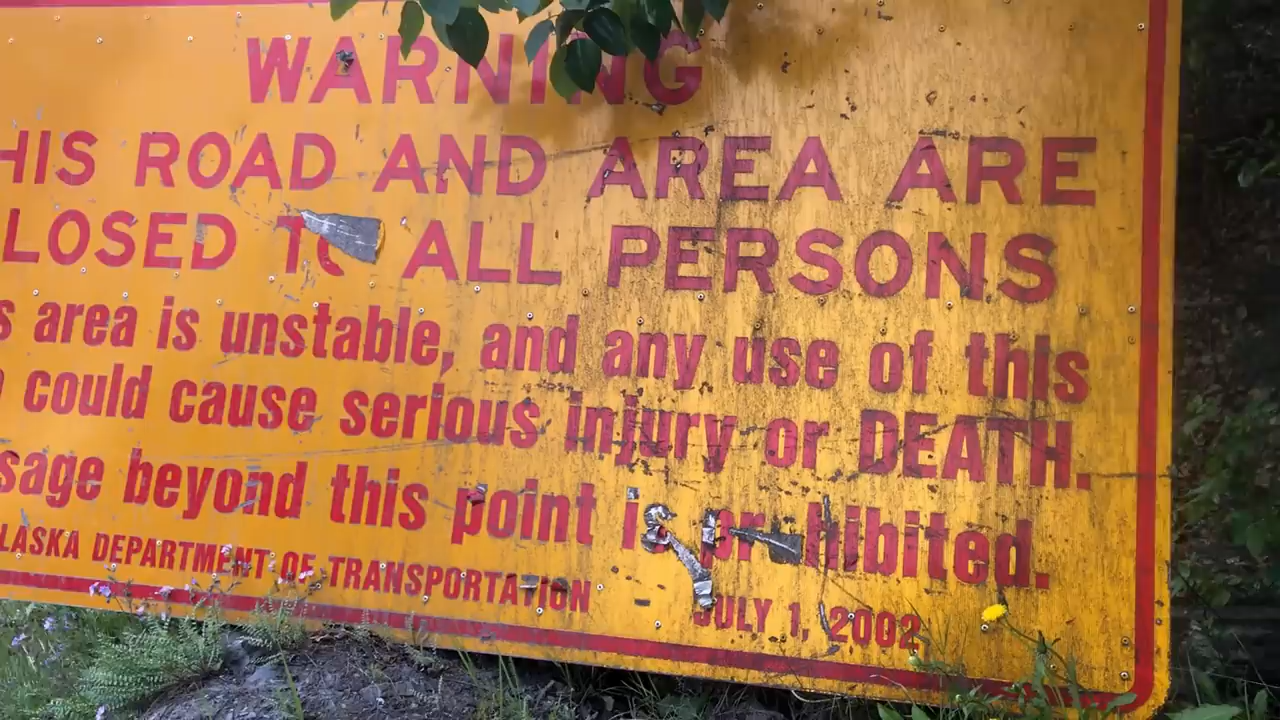 WARNING
HIS ROAD AND AREA ARE
LOSED TO ALL PERSONS
s area is unstable, and any use of this
could cause serious injury or DEATH.
sage beyond this point is prohibited.
LASKA DEPARTMENT OF TRANSPORTATION
JULY 1, 2002